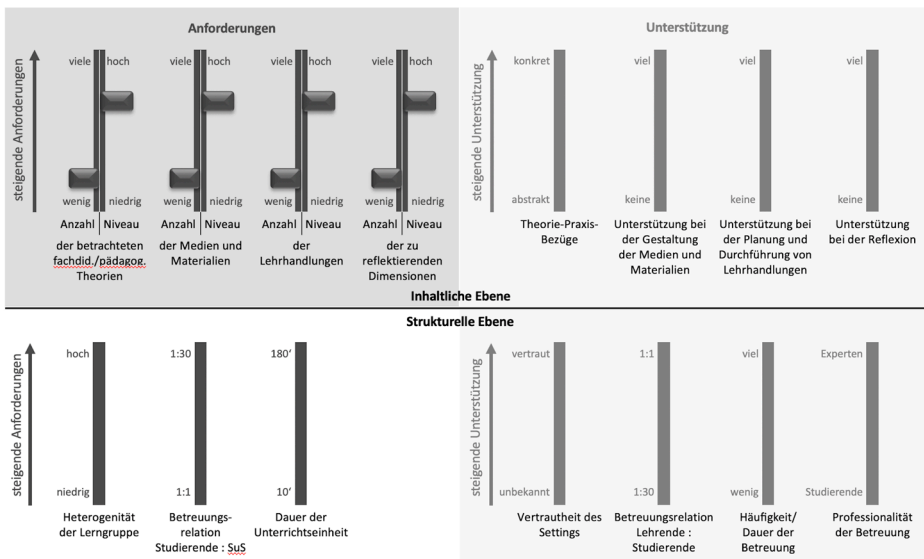 Anforderungen
steigende Anforderungen
viele hoch
wenig niedrig
Anzahl Niveau
der betrachteten
fachdid./pädagog.
Theorien
viele hoch
wenig niedrig
Anzahl Niveau
der Medien und
Materialien
viele hoch
wenig niedrig
Anzahl Niveau
der
Lehrhandlungen
viele hoch
wenig niedrig
Anzahl Niveau
der zu
reflektierenden
Dimensionen
Unterstützung
steigende Unterstützung
konkret
abstrakt
Theorie-Praxis-
Bezüge
viel
keine
Unterstützung bei
der Gestaltung
der Medien und
Materialien
viel
keine
Unterstützung bei
der Planung und
Durchführung von
Lehrhandlungen
viel
keine
Unterstützung
bei der Reflexion
Inhaltliche Ebene
Strukturelle Ebene
steigende Anforderungen
hoch
niedrig
Heterogenität
der Lerngruppe
1:30
1:1
Betreuungs-
relation
Studierende : SuS
180‘
10‘
Dauer der
Unterrichtseinheit
steigende Unterstützung
vertraut
unbekannt
Vertrautheit des
Settings
1:1
1:30
Betreuungsrelation
Lehrende :
Studierende
viel
wenig
Häufigkeit/
Dauer der
Betreuung
Experten
Studierende
Professionalität
der Betreuung